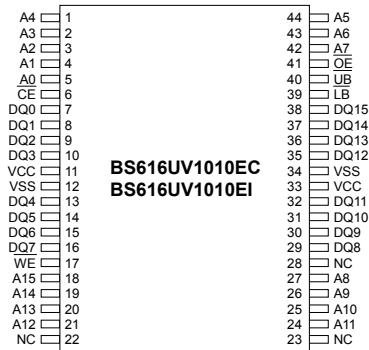 A4 1 44 A5
A3 2 43 A6
A2 3 42 A7
A1 4 41 OE
A0 5 40 UB
CE 6 39 LB
DQ0 7 38 DQ15
DQ1 8 37 DQ14
DQ2 9 36 DQ13
DQ3 10 35 DQ12
VCC 11 BS616UV1010EC 34 VSS
VSS 12 BS616UV1010EI 33 VCC
DQ4 13 32 DQ11
DQ5 14 31 DQ10
DQ6 15 30 DQ9
DQ7 16 29 DQ8
WE 17 28 NC
A15 18 27 A8
A14 19 26 A9
A13 20 25 A10
A12 21 24 A11
NC 22 23 NC